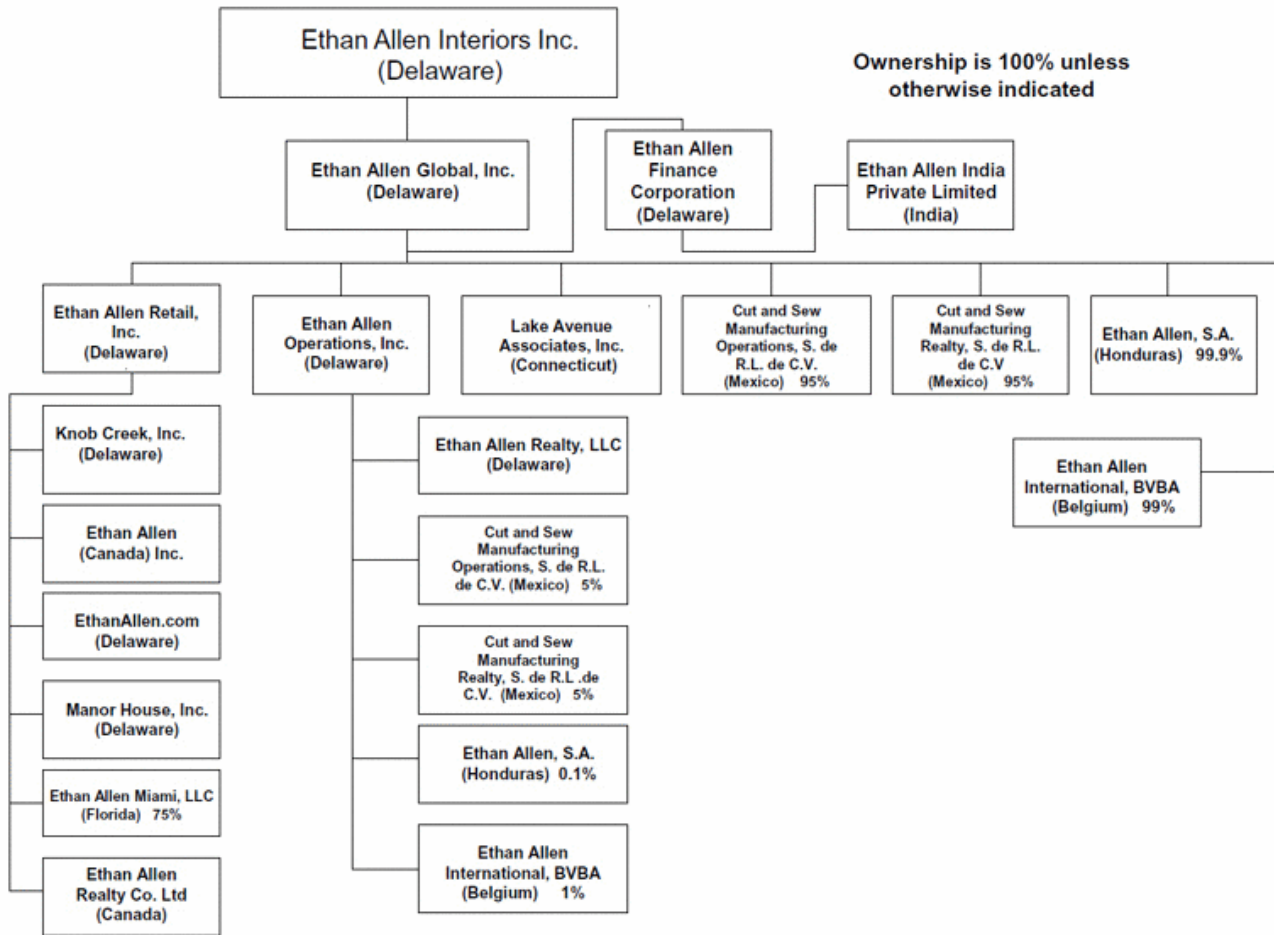 Ethan Allen Interiors Inc.
(Delaware)
Ownership is 100% unless
otherwise indicated
Ethan Allen Global, Inc.
(Delaware)
Ethan Allen
Finance
Corporation
(Delaware)
Ethan Allen India
Private Limited
(India)
Ethan Allen Retail,
Inc.
(Delaware)
Ethan Allen
Operations, Inc.
(Delaware)
Lake Avenue
Associates, Inc.
(Connecticut)
Cut and Sew
Manufacturing
Operations, S. de
R.L. de C.V.
(Mexico) 95%
Cut and Sew
Manufacturing
Realty, S. de R.L.
de C.V
(Mexico) 95%
Ethan Allen, S.A.
(Honduras) 99.9%
Knob Creek, Inc.
(Delaware)
Ethan Allen
(Canada) Inc.
EthanAllen.com
(Delaware)
Manor House, Inc.
(Delaware)
Ethan Allen Miami, LLC
(Florida) 75%
Ethan Allen
Realty Co. Ltd
(Canada)
Ethan Allen Realty, LLC
(Delaware)
Cut and Sew
Manufacturing
Operations, S. de R.L.
de C.V. (Mexico) 5%
Cut and Sew
Manufacturing
Realty, S. de R.L .de
C.V. (Mexico) 5%
Ethan Allen, S.A.
(Honduras) 0.1%
Ethan Allen
International, BVBA
(Belgium) 1%
Ethan Allen
International, BVBA
(Belgium) 99%